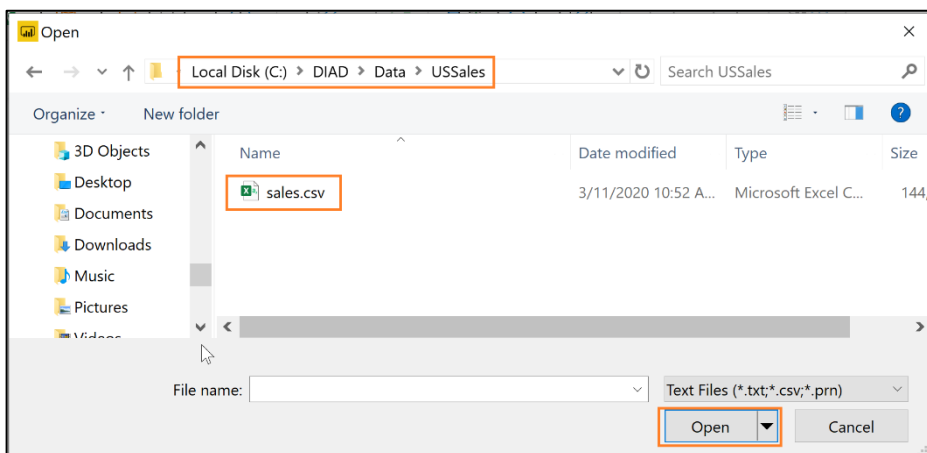 Open
Local Disk (C:) > DIAD > Data > USSales
Search USSales
Organize
New folder
Name
Date modified
Type
Size
3D Objects
Desktop
Documents
Downloads
Music
Pictures
Videos
sales.csv
3/11/2020 10:52 A...
Microsoft Excel C...
144,
File name:
Text Files (*.txt;*.csv;*.prn)
Open
Cancel